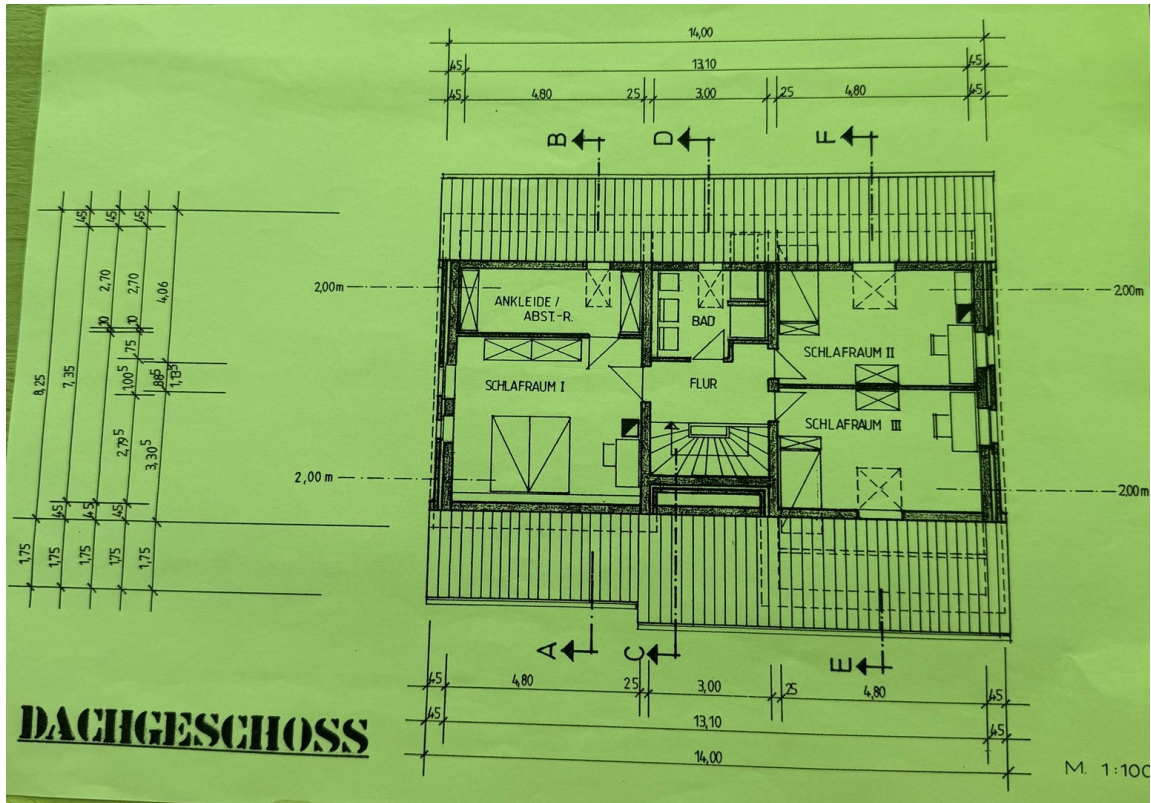 14,00
45 13,10 45
45 4,80 25 3,00 25 4,80 45
B D F
2,00m
2,00m
ANKLEIDE /
ABST.-R.
BAD
SCHLAFRAUM II
SCHLAFRAUM I
FLUR
SCHLAFRAUM III
2,00 m
2,00m
8,25
7,35
45
45
2,70
10
45
2,70
10
75
1,00⁵
2,79⁵
4,06
88⁵
1,13⁵
3,30⁵
45
45
45
1,75
1,75
1,75
1,75
1,75
A C E
45 4,80 25 3,00 25 4,80 45
45 13,10 45
14,00
DACHGESCHOSS
M. 1:100